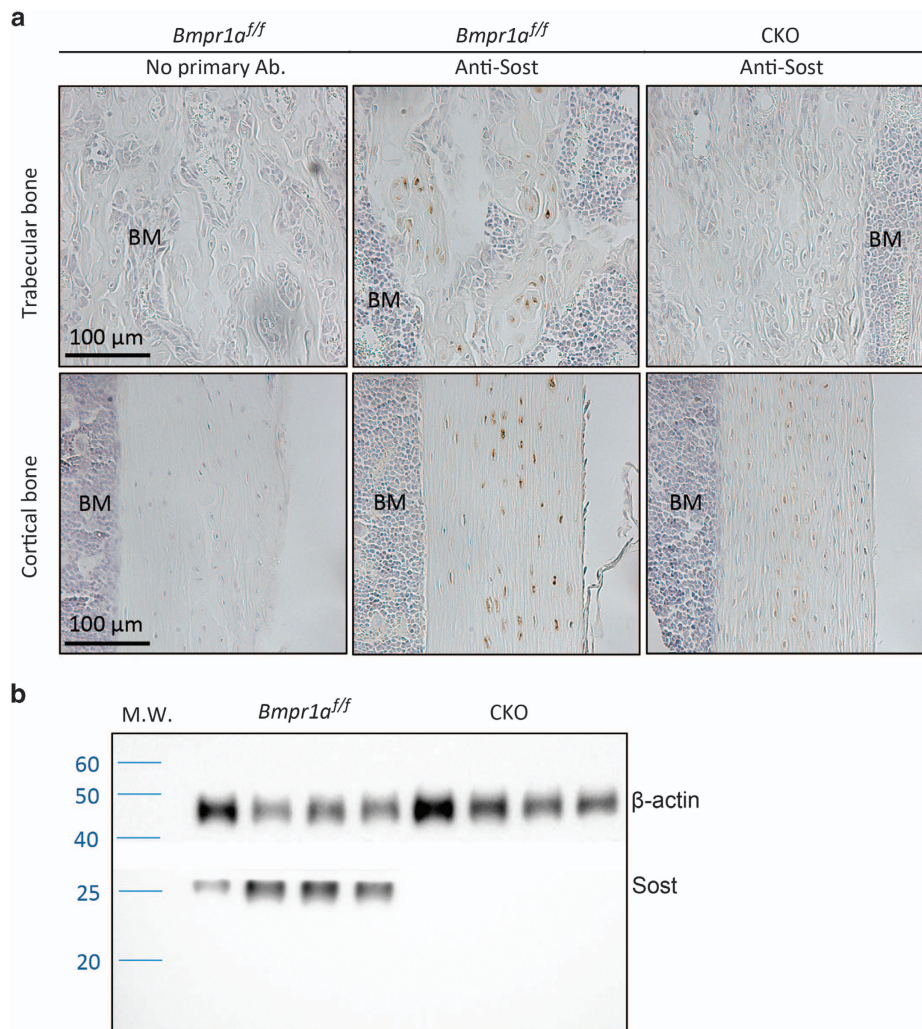 a
Bmpr1a^f/f Bmpr1a^f/f CKO
No primary Ab. Anti-Sost Anti-Sost
Trabecular bone
BM
BM
BM
100 µm
Cortical bone
BM
BM
BM
100 µm
b
M.W. Bmpr1a^f/f CKO
60
50
β-actin
40
25
Sost
20